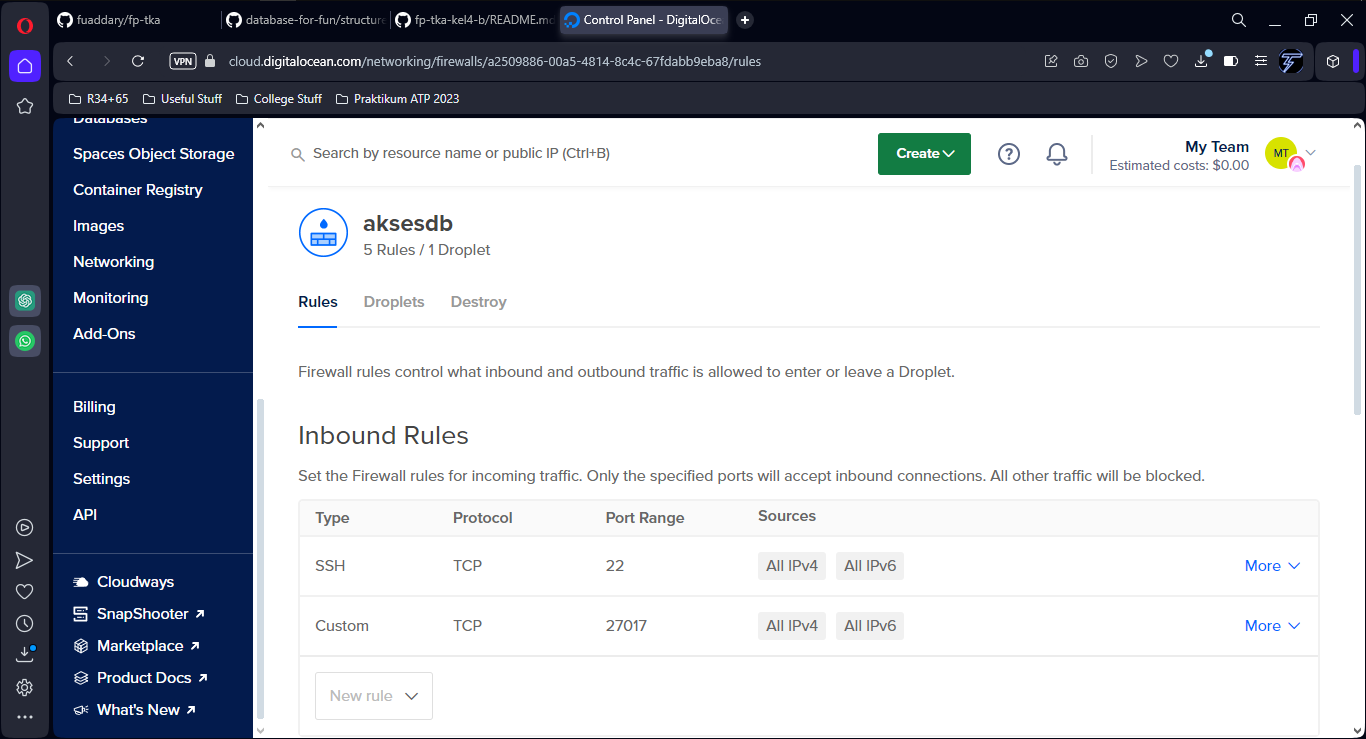 fuaddary/fp-tka
database-for-fun/structure
fp-tka-kel4-b/README.md
Control Panel - DigitalOce
VPN
cloud.digitalocean.com/networking/firewalls/a2509886-00a5-4814-8c4c-67fdabb9eba8/rules
R34+65
Useful Stuff
College Stuff
Praktikum ATP 2023
Databases
Spaces Object Storage
Container Registry
Images
Networking
Monitoring
Add-Ons
Billing
Support
Settings
API
Cloudways
SnapShooter
Marketplace
Product Docs
What's New
Search by resource name or public IP (Ctrl+B)
Create
My Team
Estimated costs: $0.00
MT
aksesdb
5 Rules / 1 Droplet
Rules Droplets Destroy
Firewall rules control what inbound and outbound traffic is allowed to enter or leave a Droplet.
Inbound Rules
Set the Firewall rules for incoming traffic. Only the specified ports will accept inbound connections. All other traffic will be blocked.
Type Protocol Port Range Sources
SSH TCP 22 All IPv4 All IPv6 More
Custom TCP 27017 All IPv4 All IPv6 More
New rule